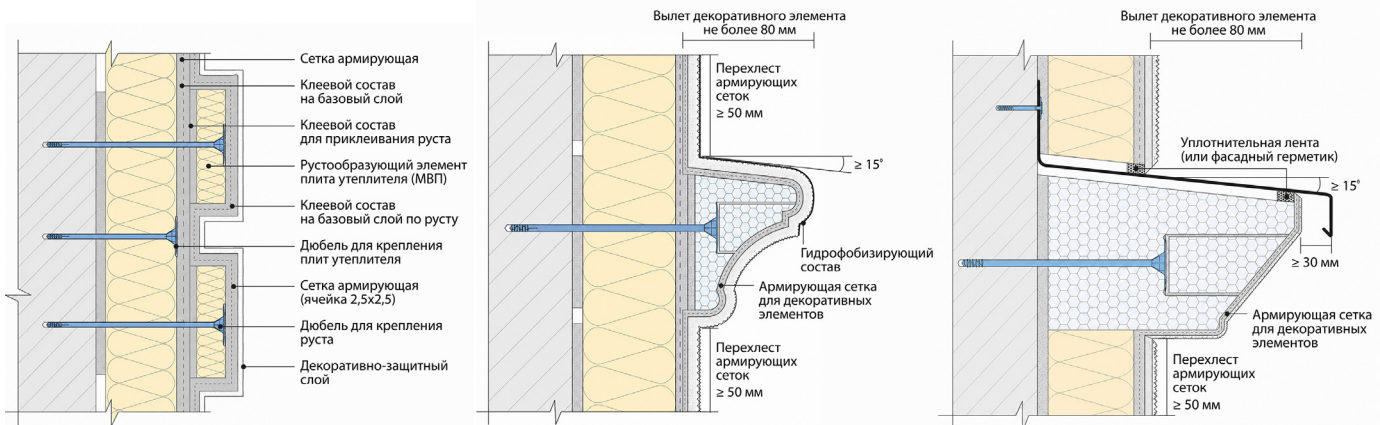 Сетка армирующая
Клеевой состав
на базовый слой
Клеевой состав
для приклеивания руста
Рустообразующий элемент
плита утеплителя (МВП)
Клеевой состав
на базовый слой по русту
Дюбель для крепления
плит утеплителя
Сетка армирующая
(ячейка 2,5х2,5)
Дюбель для крепления
руста
Декоративно-защитный
слой
Вылет декоративного элемента
не более 80 мм
Перехлест
армирующих
сеток
≥ 50 мм
≥ 15°
Гидрофобизирующий
состав
Армирующая сетка
для декоративных
элементов
Перехлест
армирующих
сеток
≥ 50 мм
Вылет декоративного элемента
не более 80 мм
Уплотнительная лента
(или фасадный герметик)
≥ 15°
≥ 30 мм
Армирующая сетка
для декоративных
элементов
Перехлест
армирующих
сеток
≥ 50 мм